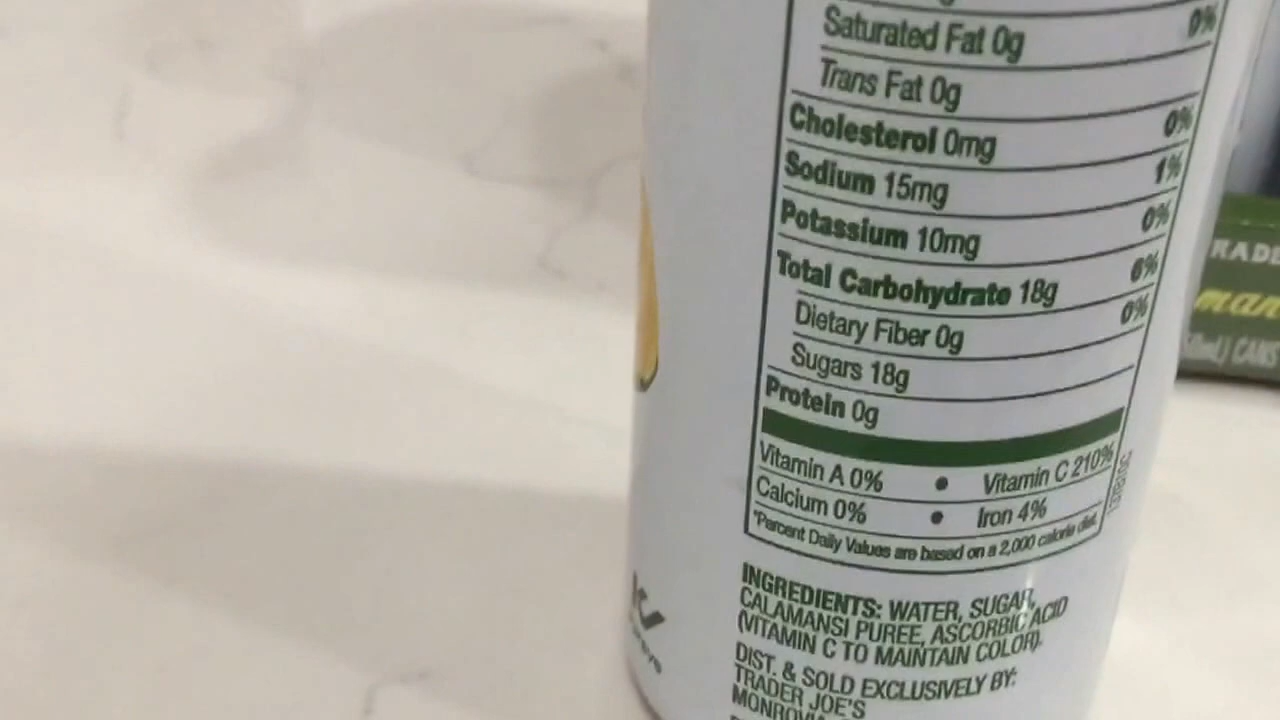 0%
Saturated Fat 0g
Trans Fat 0g
Cholesterol 0mg 0%
Sodium 15mg 1%
Potassium 10mg 0%
Total Carbohydrate 18g 6%
Dietary Fiber 0g 0%
Sugars 18g
Protein 0g
Vitamin A 0% • Vitamin C 210%
Calcium 0% • Iron 4%
*Percent Daily Values are based on a 2,000 calorie diet.
INGREDIENTS: WATER, SUGAR,
CALAMANSI PUREE, ASCORBIC ACID
(VITAMIN C TO MAINTAIN COLOR).
DIST. & SOLD EXCLUSIVELY BY:
TRADER JOE'S
CANS